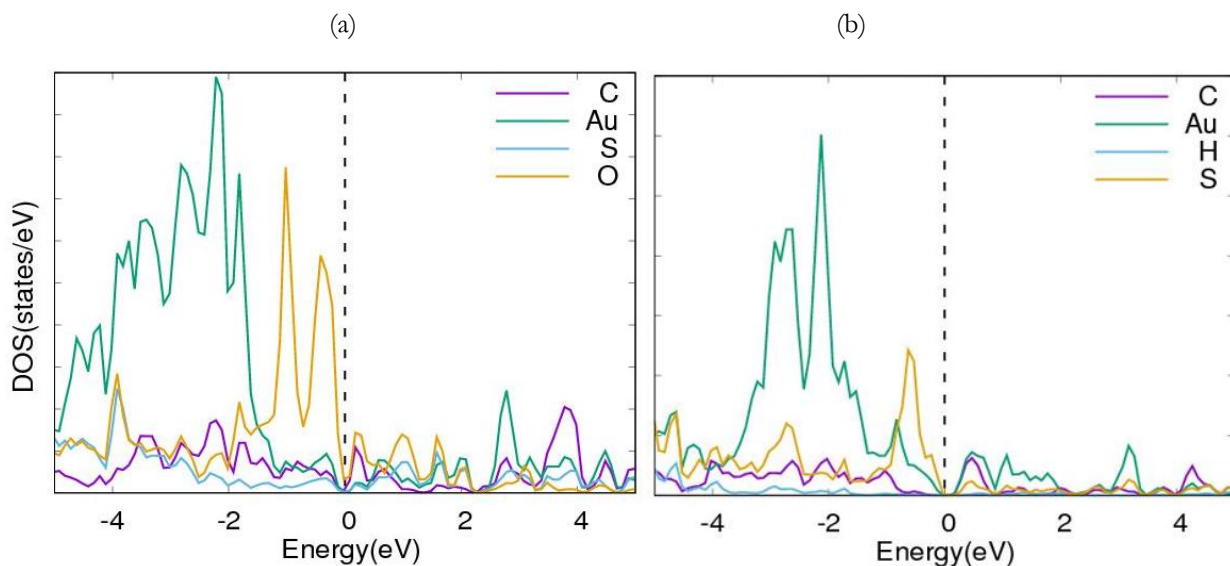 (a)
(b)
C
Au
S
O
DOS(states/eV)
-4 -2 0 2 4
Energy(eV)
C
Au
H
S
-4 -2 0 2 4
Energy(eV)